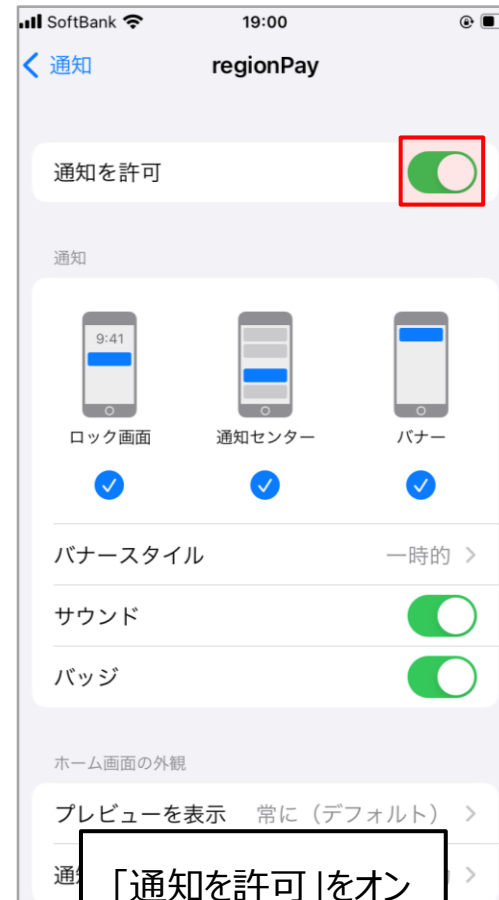 SoftBank 19:00
通知 regionPay
通知を許可
通知
9:41
ロック画面 通知センター バナー
バナースタイル 一時的
サウンド
バッジ
ホーム画面の外観
プレビューを表示 常に（デフォルト）
通
「通知を許可」をオン